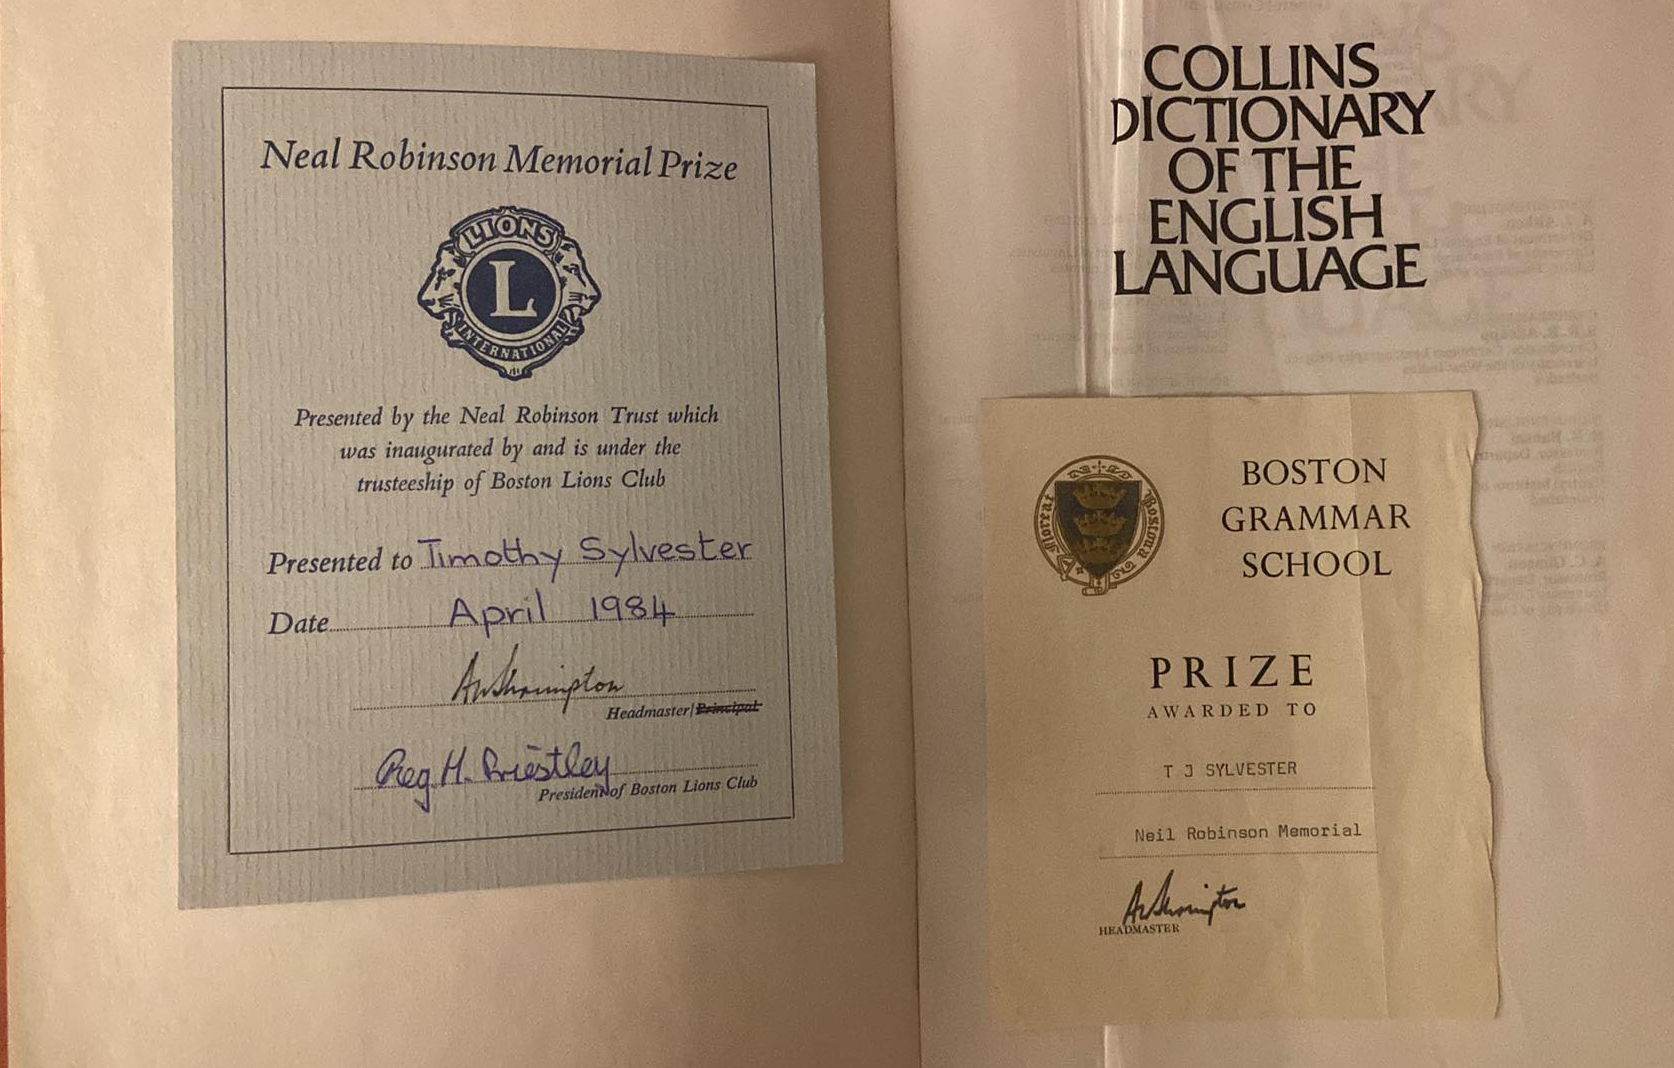 Neal Robinson Memorial Prize
LIONS
L
INTERNATIONAL
Presented by the Neal Robinson Trust which
was inaugurated by and is under the
trusteeship of Boston Lions Club
Presented to Timothy Sylvester
Date April 1984
Headmaster/Principal
Reg. H. Priestley
President of Boston Lions Club
COLLINS
DICTIONARY
OF THE
ENGLISH
LANGUAGE
Floreat Bostona
BOSTON
GRAMMAR
SCHOOL
PRIZE
AWARDED TO
T J SYLVESTER
Neil Robinson Memorial
HEADMASTER